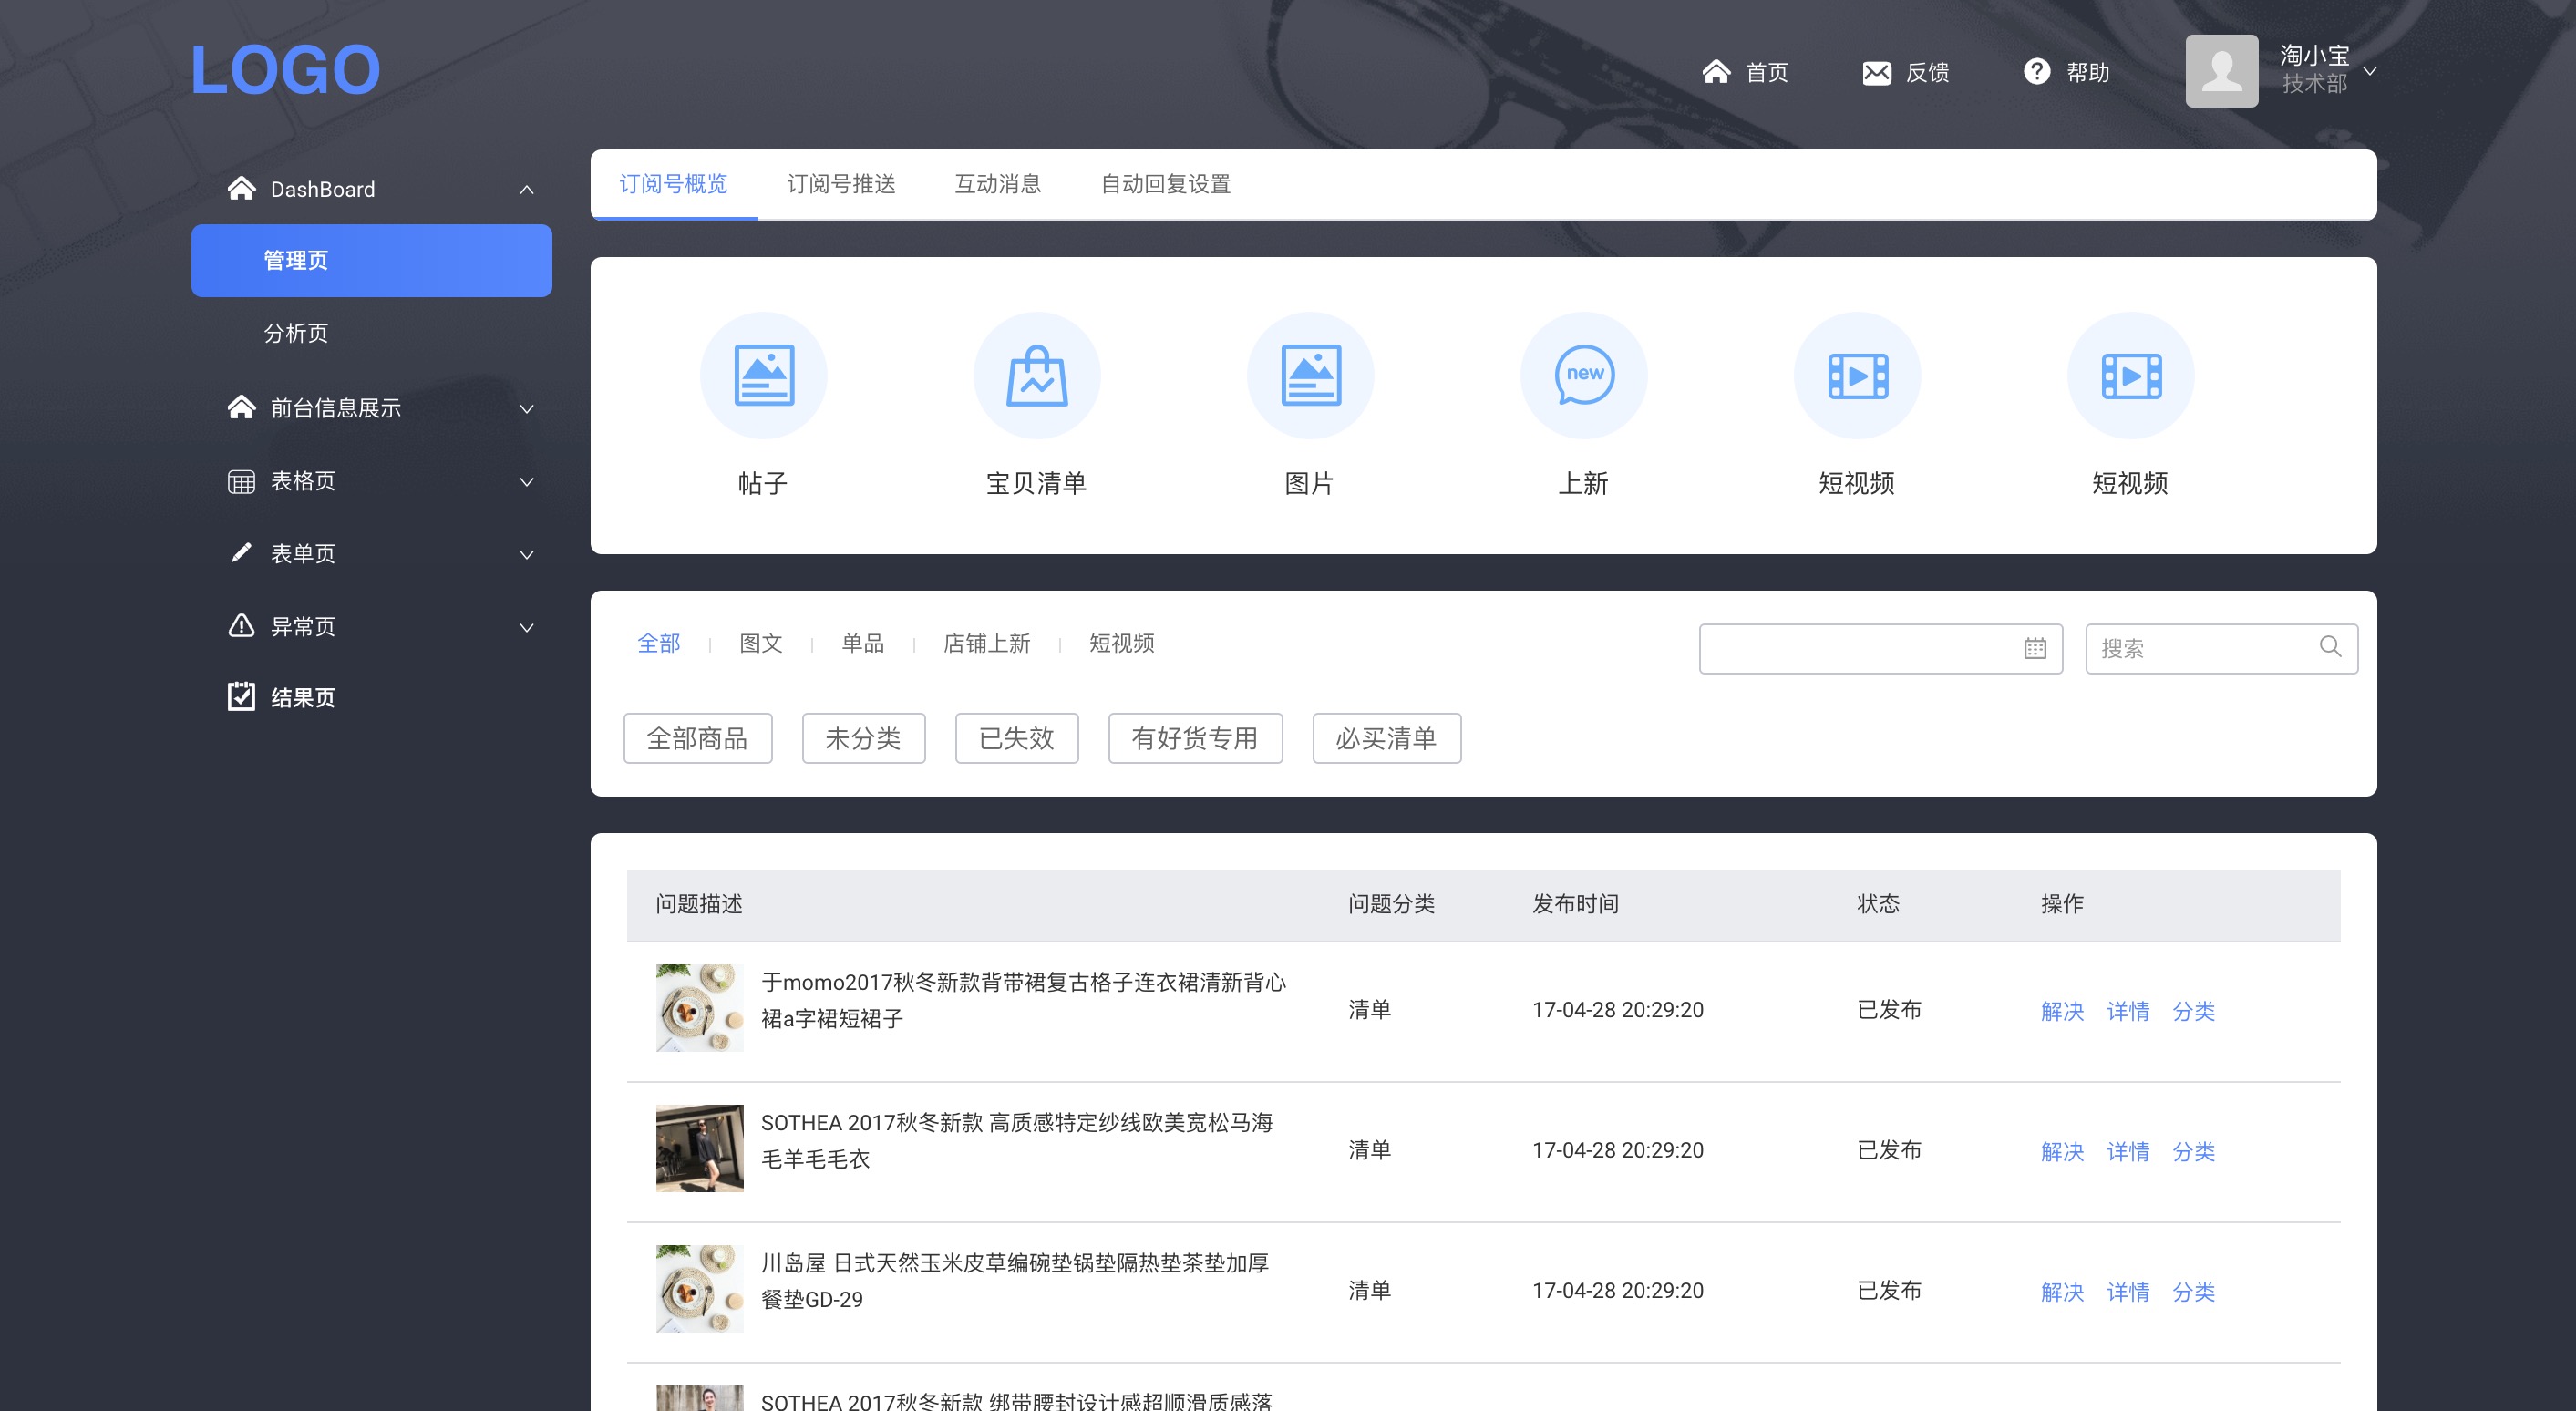 LOGO
首页
反馈
帮助
淘小宝
技术部
DashBoard
管理页
分析页
前台信息展示
表格页
表单页
异常页
结果页
订阅号概览
订阅号推送
互动消息
自动回复设置
new
帖子
宝贝清单
图片
上新
短视频
短视频
全部
图文
单品
店铺上新
短视频
搜索
全部商品
未分类
已失效
有好货专用
必买清单
问题描述
问题分类
发布时间
状态
操作
于momo2017秋冬新款背带裙复古格子连衣裙清新背心
裙a字裙短裙子
清单
17-04-28 20:29:20
已发布
解决 详情 分类
SOTHEA 2017秋冬新款 高质感特定纱线欧美宽松马海
毛羊毛毛衣
清单
17-04-28 20:29:20
已发布
解决 详情 分类
川岛屋 日式天然玉米皮草编碗垫锅垫隔热垫茶垫加厚
餐垫GD-29
清单
17-04-28 20:29:20
已发布
解决 详情 分类
SOTHEA 2017秋冬新款 绑带腰封设计感超顺滑质感落